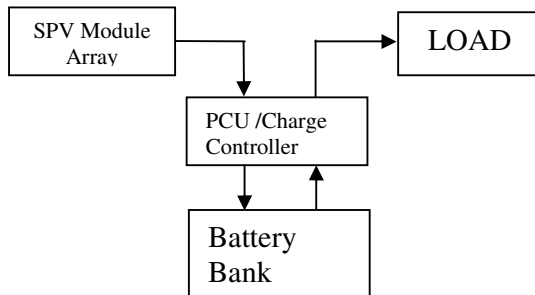 SPV Module
Array
LOAD
PCU /Charge
Controller
Battery
Bank